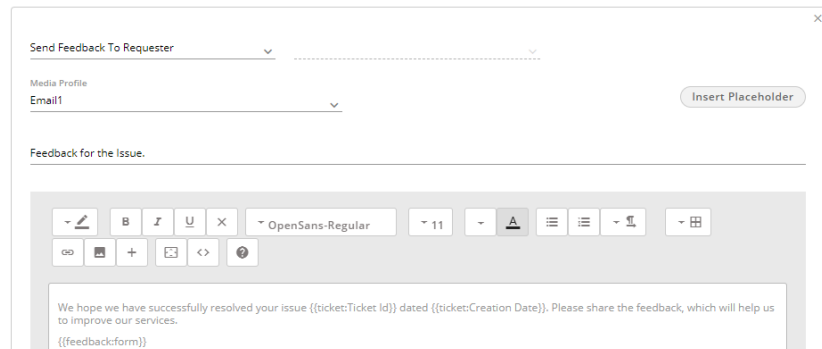 Send Feedback To Requester
Media Profile
Email1
Insert Placeholder
Feedback for the Issue.
B I U
OpenSans-Regular
11
A
We hope we have successfully resolved your issue {{ticket:Ticket Id}} dated {{ticket:Creation Date}}. Please share the feedback, which will help us
to improve our services.
{{feedback:form}}